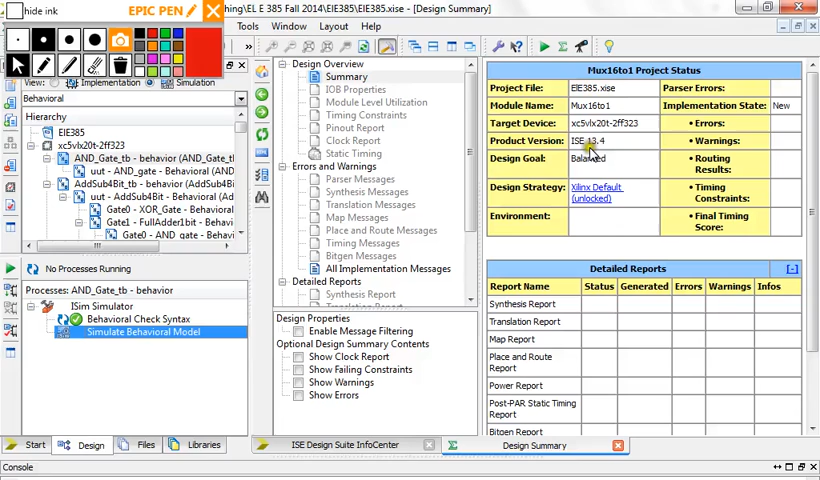 hide ink
EPIC PEN
hing\EL E 385 Fall 2014\EIE385\EIE385.xise - [Design Summary]
Tools Window Layout Help
View: Implementation Simulation
Behavioral
Hierarchy
EIE385
xc5vlx20t-2ff323
AND_Gate_tb - behavior (AND_Gate_t
uut - AND_gate - Behavioral (AND
AddSub4Bit_tb - behavior (AddSub4B
uut - AddSub4Bit - Behavioral (Ad
Gate0 - XOR_Gate - Behavioral
Gate1 - FullAdder1bit - Behavior
Gate0 - AND_gate - Behavior
No Processes Running
Processes: AND_Gate_tb - behavior
ISim Simulator
Behavioral Check Syntax
Simulate Behavioral Model
Start Design Files Libraries
Design Overview
Summary
IOB Properties
Module Level Utilization
Timing Constraints
Pinout Report
Clock Report
Static Timing
Errors and Warnings
Parser Messages
Synthesis Messages
Translation Messages
Map Messages
Place and Route Messages
Timing Messages
Bitgen Messages
All Implementation Messages
Detailed Reports
Synthesis Report
Design Properties
Enable Message Filtering
Optional Design Summary Contents
Show Clock Report
Show Failing Constraints
Show Warnings
Show Errors
ISE Design Suite InfoCenter
Design Summary
Mux16to1 Project Status
Project File: EIE385.xise Parser Errors:
Module Name: Mux16to1 Implementation State: New
Target Device: xc5vlx20t-2ff323 • Errors:
Product Version: ISE 13.4 • Warnings:
Design Goal: Balanced • Routing Results:
Design Strategy: Xilinx Default (unlocked) • Timing Constraints:
Environment: • Final Timing Score:
Detailed Reports [-]
Report Name Status Generated Errors Warnings Infos
Synthesis Report
Translation Report
Map Report
Place and Route Report
Power Report
Post-PAR Static Timing Report
Bitgen Report
Console